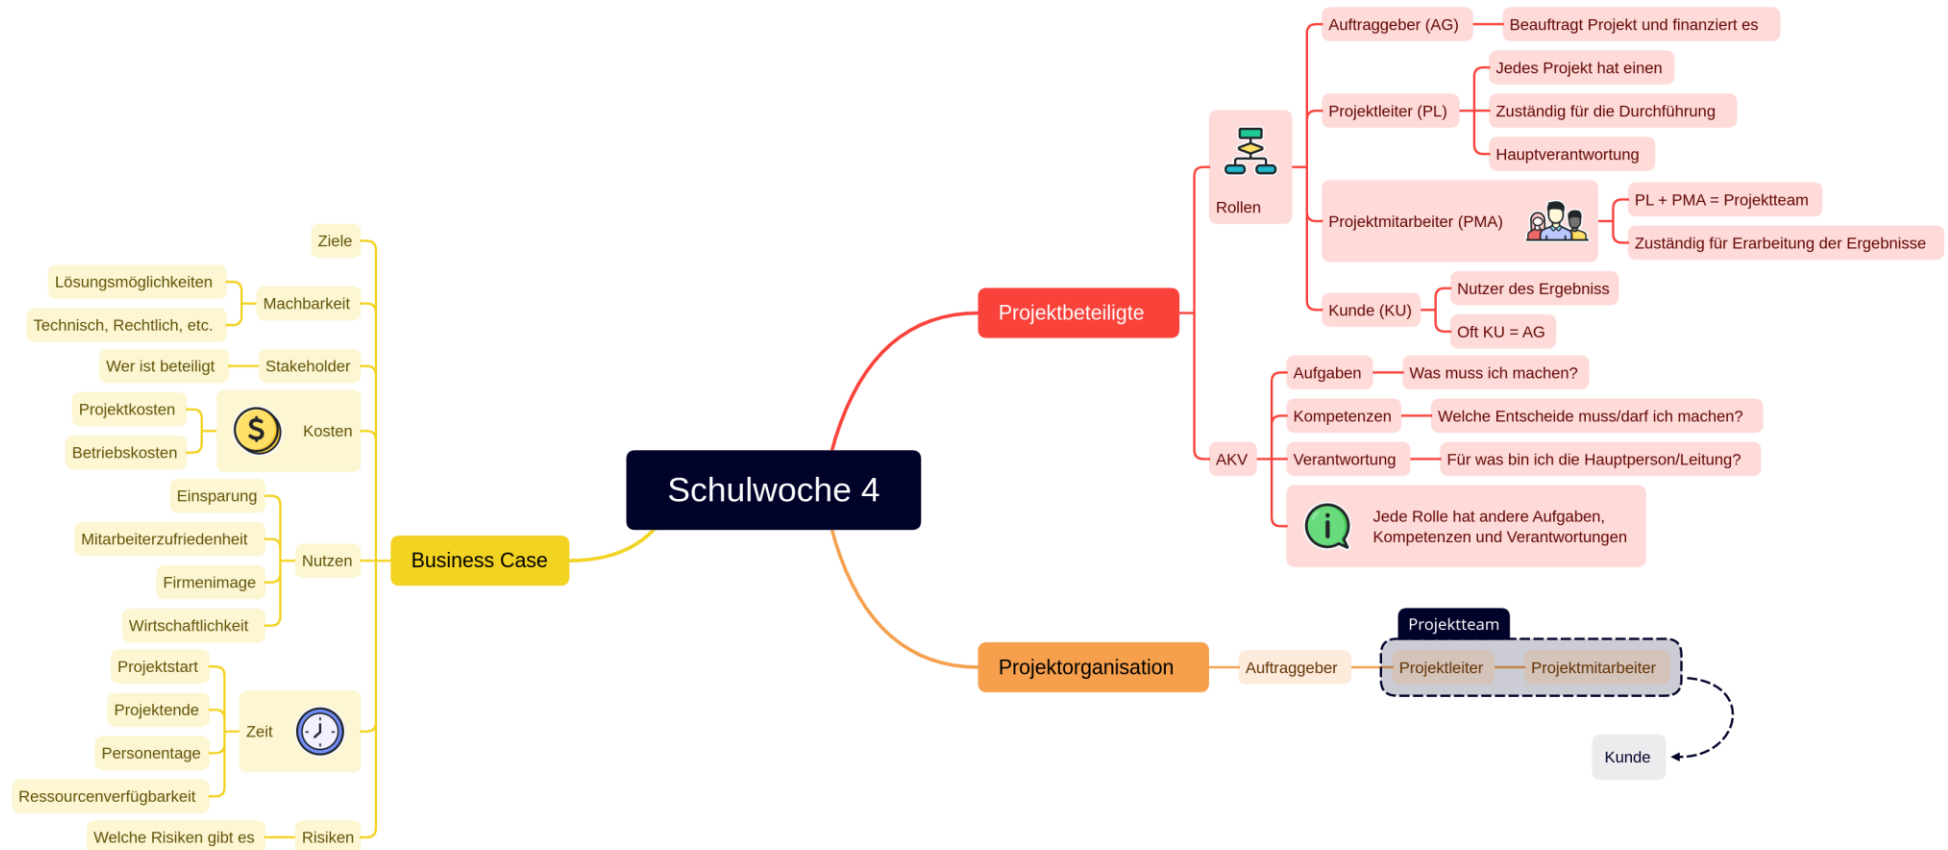 Schulwoche 4
Projektbeteiligte
Rollen
Auftraggeber (AG)
Beauftragt Projekt und finanziert es
Projektleiter (PL)
Jedes Projekt hat einen
Zuständig für die Durchführung
Hauptverantwortung
Projektmitarbeiter (PMA)
PL + PMA = Projektteam
Zuständig für Erarbeitung der Ergebnisse
Kunde (KU)
Nutzer des Ergebniss
Oft KU = AG
AKV
Aufgaben
Was muss ich machen?
Kompetenzen
Welche Entscheide muss/darf ich machen?
Verantwortung
Für was bin ich die Hauptperson/Leitung?
Jede Rolle hat andere Aufgaben,
Kompetenzen und Verantwortungen
Projektorganisation
Auftraggeber
Projektteam
Projektleiter
Projektmitarbeiter
Kunde
Business Case
Ziele
Machbarkeit
Lösungsmöglichkeiten
Technisch, Rechtlich, etc.
Stakeholder
Wer ist beteiligt
Kosten
Projektkosten
Betriebskosten
Nutzen
Einsparung
Mitarbeiterzufriedenheit
Firmenimage
Wirtschaftlichkeit
Zeit
Projektstart
Projektende
Personentage
Ressourcenverfügbarkeit
Risiken
Welche Risiken gibt es